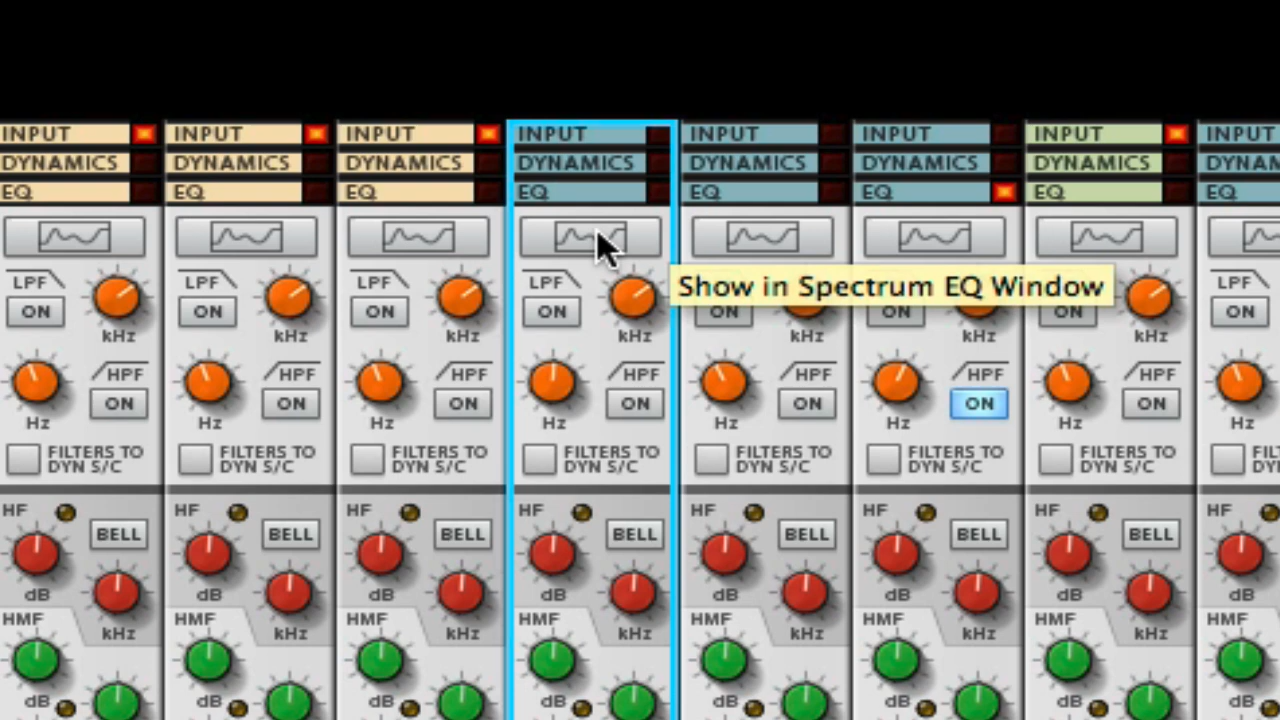 INPUT INPUT INPUT INPUT INPUT INPUT INPUT INPUT
DYNAMICS DYNAMICS DYNAMICS DYNAMICS DYNAMICS DYNAMICS DYNAMICS DYNAM
EQ EQ EQ EQ EQ EQ EQ EQ
LPF LPF LPF LPF LPF
Show in Spectrum EQ Window
ON ON ON ON ON ON ON ON
kHz kHz kHz kHz kHz kHz kHz
HPF HPF HPF HPF HPF HPF HPF
ON ON ON ON ON ON ON
Hz Hz Hz Hz Hz Hz Hz Hz
FILTERS TO FILTERS TO FILTERS TO FILTERS TO FILTERS TO FILTERS TO FILTERS TO FILT
DYN S/C DYN S/C DYN S/C DYN S/C DYN S/C DYN S/C DYN S/C DYN
HF HF HF HF HF HF HF HF
BELL BELL BELL BELL BELL BELL BELL
dB dB dB dB dB dB dB dB
HMF HMF HMF HMF HMF HMF HMF HMF
kHz kHz kHz kHz kHz kHz kHz
dB dB dB dB dB dB dB dB